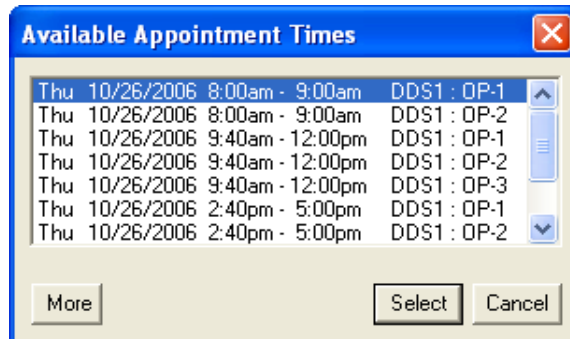 Available Appointment Times
Thu 10/26/2006 8:00am - 9:00am DDS1 : OP-1
Thu 10/26/2006 8:00am - 9:00am DDS1 : OP-2
Thu 10/26/2006 9:40am - 12:00pm DDS1 : OP-1
Thu 10/26/2006 9:40am - 12:00pm DDS1 : OP-2
Thu 10/26/2006 9:40am - 12:00pm DDS1 : OP-3
Thu 10/26/2006 2:40pm - 5:00pm DDS1 : OP-1
Thu 10/26/2006 2:40pm - 5:00pm DDS1 : OP-2
More Select Cancel